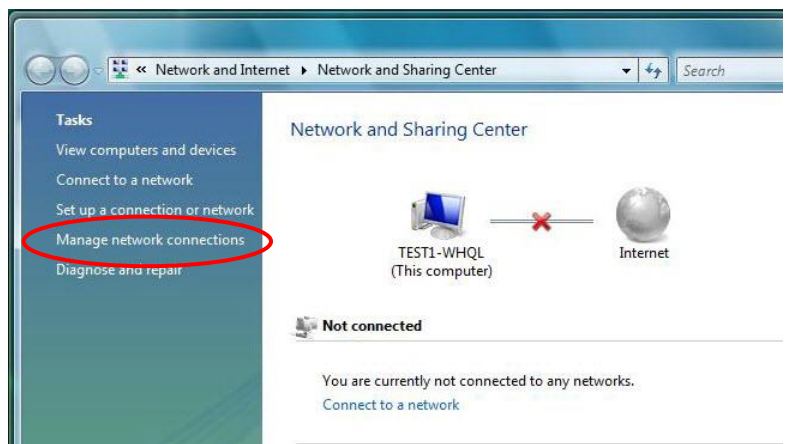 « Network and Internet ▸ Network and Sharing Center
Search
Tasks
View computers and devices
Connect to a network
Set up a connection or network
Manage network connections
Diagnose and repair
Network and Sharing Center
TEST1-WHQL
(This computer)
Internet
Not connected
You are currently not connected to any networks.
Connect to a network